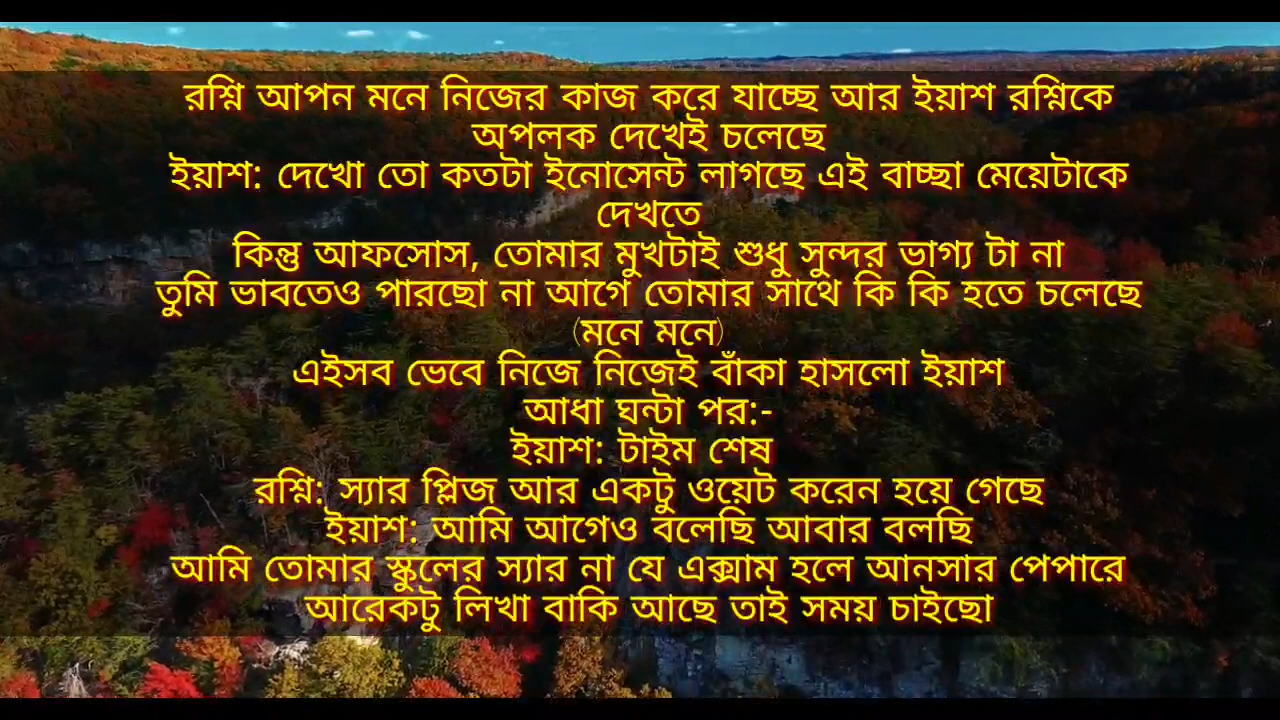 রশ্নি আপন মনে নিজের কাজ করে যাচ্ছে আর ইয়াশ রশ্নিকে
অপলক দেখেই চলেছে
ইয়াশ: দেখো তো কতটা ইনোসেন্ট লাগছে এই বাচ্ছা মেয়েটাকে
দেখতে
কিন্তু আফসোস, তোমার মুখটাই শুধু সুন্দর ভাগ্য টা না
তুমি ভাবতেও পারছো না আগে তোমার সাথে কি কি হতে চলেছে
(মনে মনে)
এইসব ভেবে নিজে নিজেই বাঁকা হাসলো ইয়াশ
আধা ঘন্টা পর:-
ইয়াশ: টাইম শেষ
রশ্নি: স্যার প্লিজ আর একটু ওয়েট করেন হয়ে গেছে
ইয়াশ: আমি আগেও বলেছি আবার বলছি
আমি তোমার স্কুলের স্যার না যে এক্সাম হলে আনসার পেপারে
আরেকটু লিখা বাকি আছে তাই সময় চাইছো